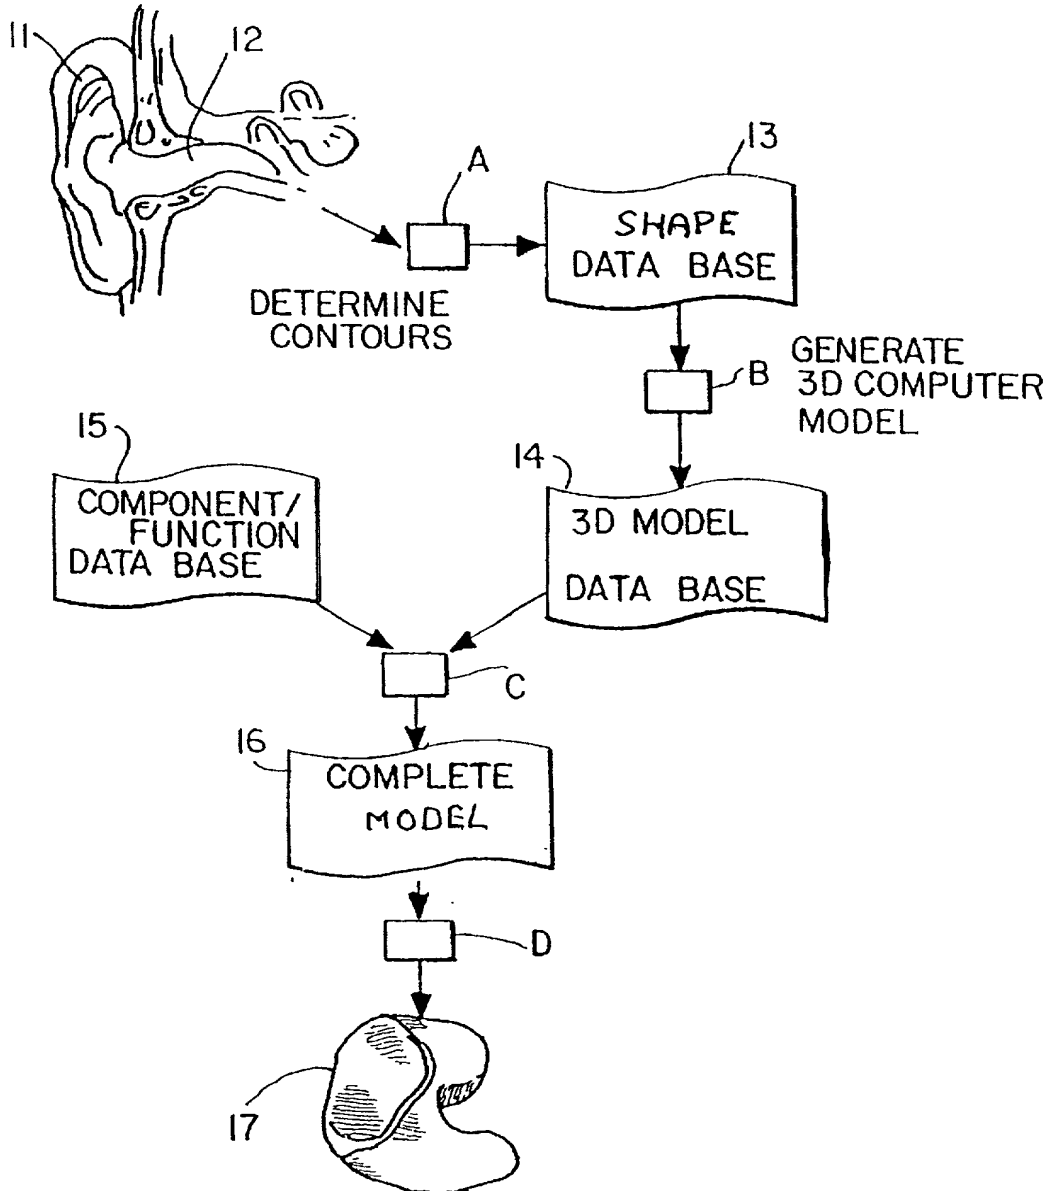 11
12
A
13
SHAPE
DATA BASE
DETERMINE
CONTOURS
B
GENERATE
3D COMPUTER
MODEL
15
14
COMPONENT/
FUNCTION
DATA BASE
3D MODEL
DATA BASE
C
16
COMPLETE
MODEL
D
17